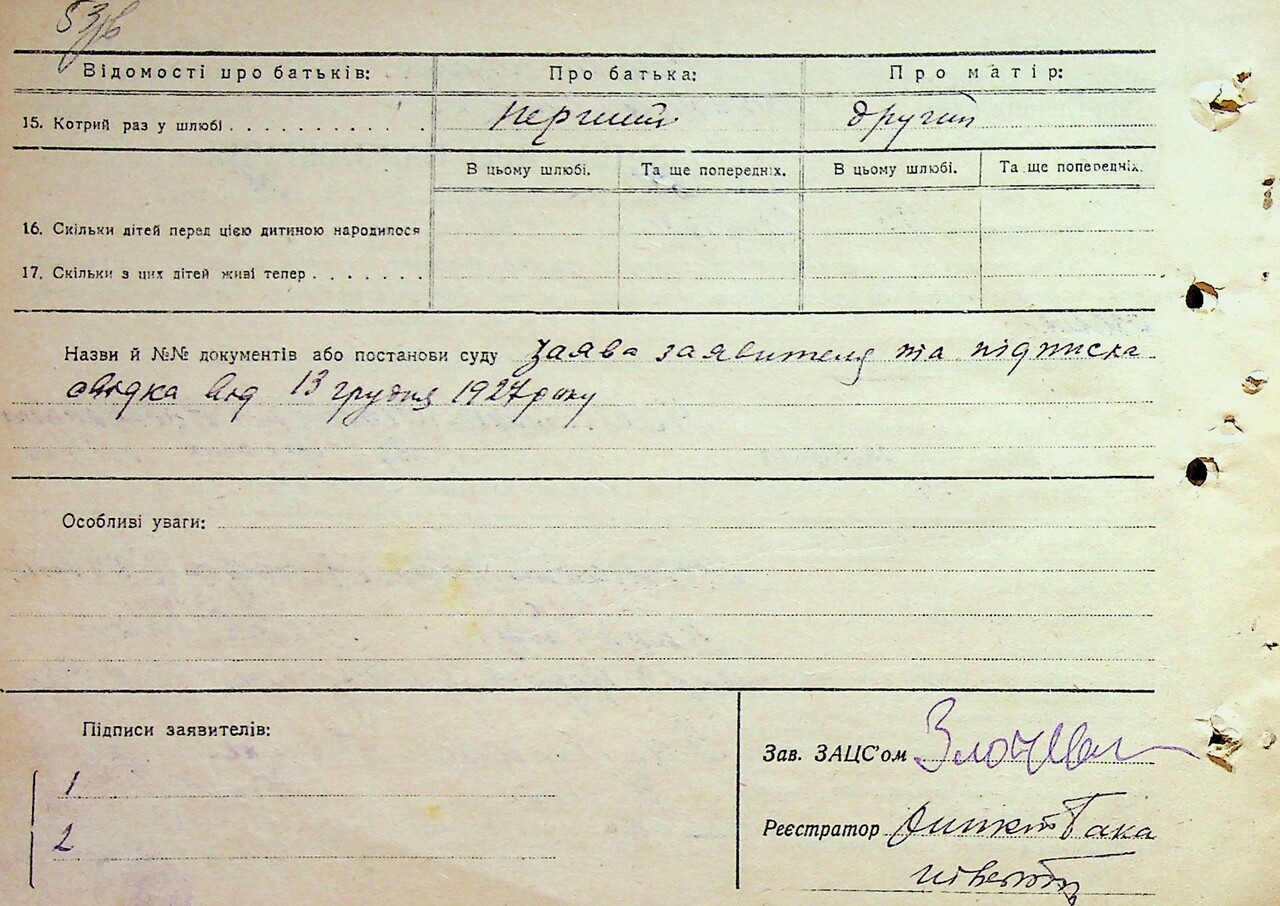 53зв
Відомості про батьків: Про батька: Про матір:
15. Котрий раз у шлюбі . . . . . . . . . . . перший другий
В цьому шлюбі. Та ще попередніх. В цьому шлюбі. Та ще попередніх.
16. Скільки дітей перед цією дитиною народилося
17. Скільки з цих дітей живі тепер . . . . . . .
Назви й №№ документів або постанови суду заява заявителя та підписка
свідка від 13 грудня 1927 року
Особливі уваги:
Підписи заявителів:
1
2
Зав. ЗАЦС'ом
Реєстратор